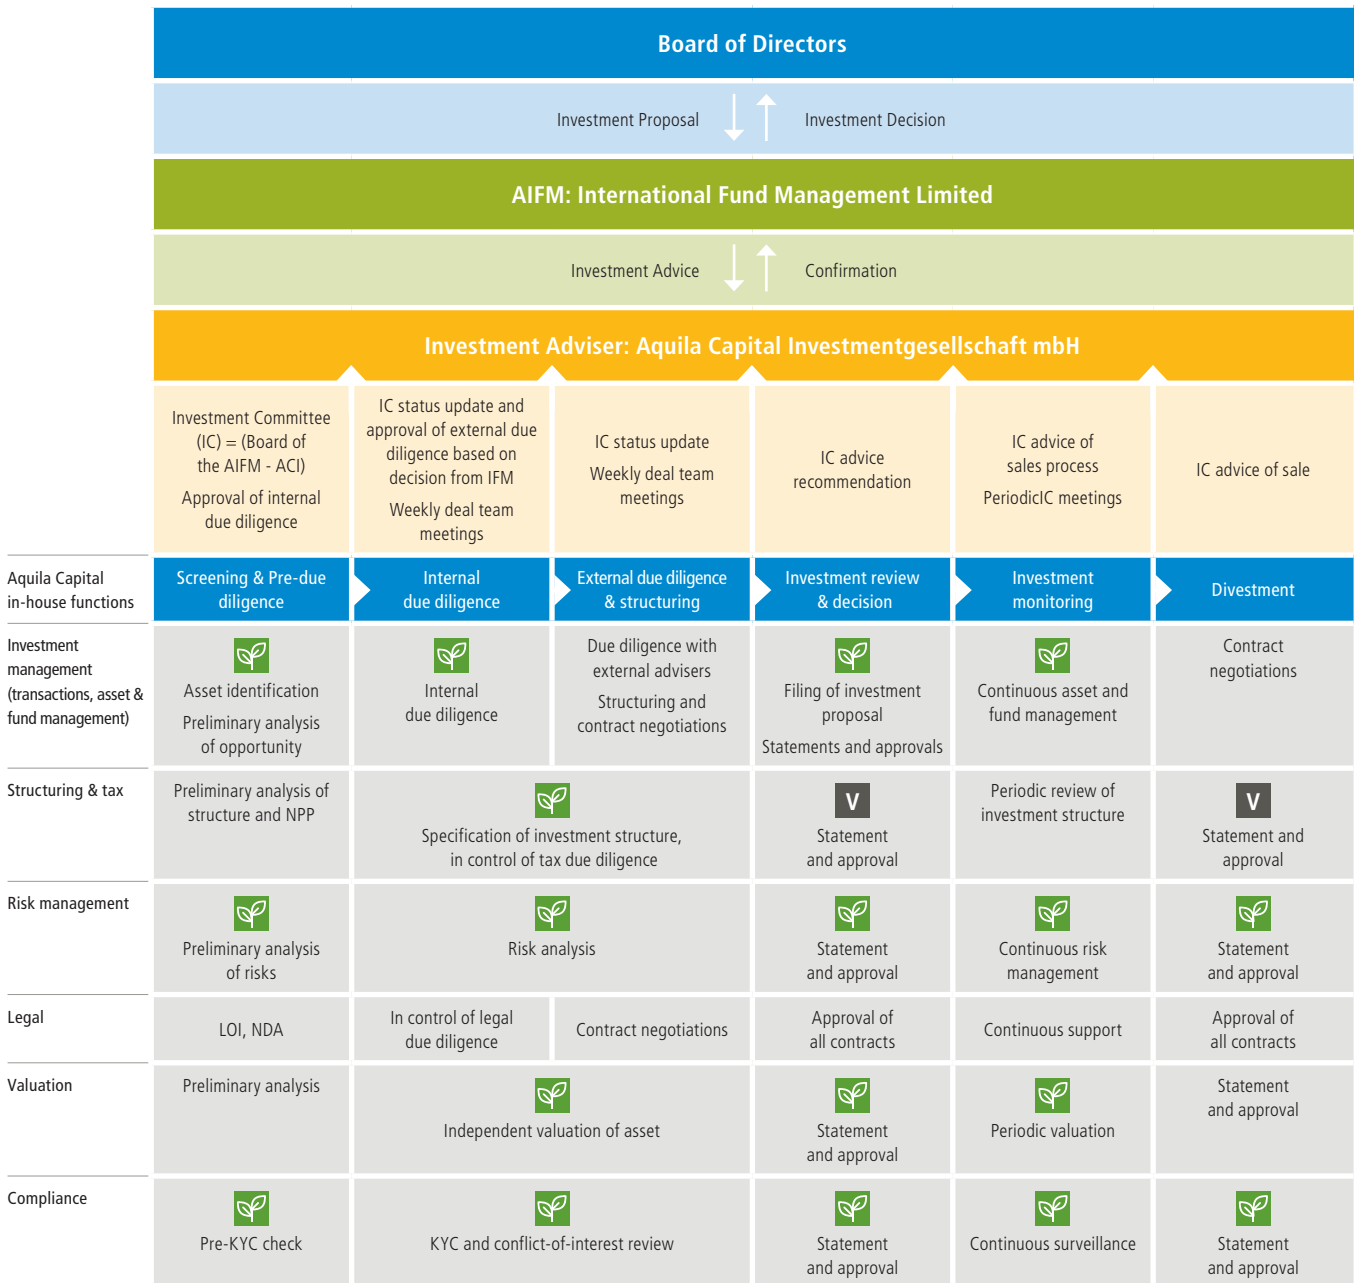 Board of Directors
Investment Proposal
Investment Decision
AIFM: International Fund Management Limited
Investment Advice
Confirmation
Investment Adviser: Aquila Capital Investmentgesellschaft mbH
Investment Committee
(IC) = (Board of
the AIFM - ACI)
Approval of internal
due diligence
IC status update and
approval of external due
diligence based on
decision from IFM
Weekly deal team
meetings
IC status update
Weekly deal team
meetings
IC advice
recommendation
IC advice of
sales process
PeriodicIC meetings
IC advice of sale
Aquila Capital
in-house functions
Screening & Pre-due
diligence
Internal
due diligence
External due diligence
& structuring
Investment review
& decision
Investment
monitoring
Divestment
Investment
management
(transactions, asset &
fund management)
Asset identification
Preliminary analysis
of opportunity
Internal
due diligence
Due diligence with
external advisers
Structuring and
contract negotiations
Filing of investment
proposal
Statements and approvals
Continuous asset and
fund management
Contract
negotiations
Structuring & tax
Preliminary analysis of
structure and NPP
Specification of investment structure,
in control of tax due diligence
V
Statement
and approval
Periodic review of
investment structure
V
Statement and
approval
Risk management
Preliminary analysis
of risks
Risk analysis
Statement
and approval
Continuous risk
management
Statement
and approval
Legal
LOI, NDA
In control of legal
due diligence
Contract negotiations
Approval of
all contracts
Continuous support
Approval of
all contracts
Valuation
Preliminary analysis
Independent valuation of asset
Statement
and approval
Periodic valuation
Statement
and approval
Compliance
Pre-KYC check
KYC and conflict-of-interest review
Statement
and approval
Continuous surveillance
Statement
and approval